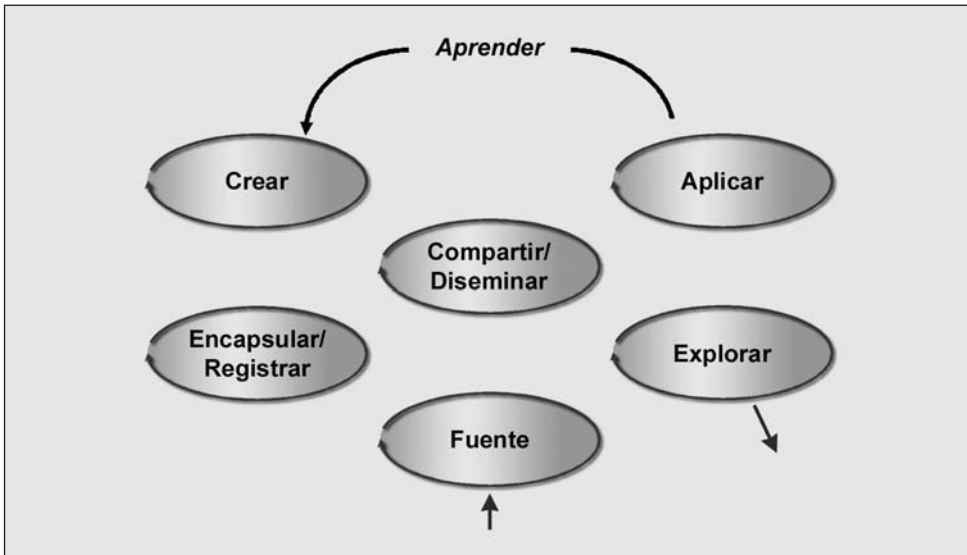 Aprender
Crear
Aplicar
Compartir/
Diseminar
Encapsular/
Registrar
Explorar
Fuente